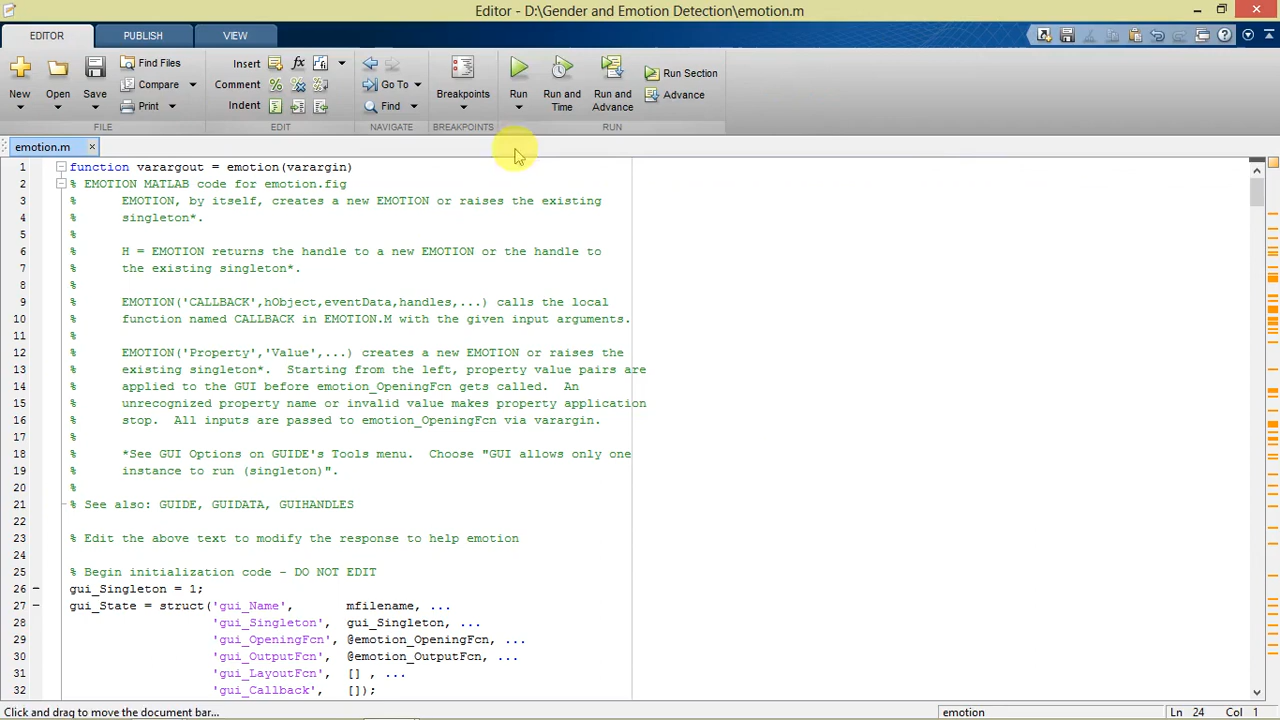 Editor - D:\Gender and Emotion Detection\emotion.m
EDITOR PUBLISH VIEW
Find Files Insert fx Run Section
Compare Comment Go To
New Open Save Breakpoints Run Run and Time Run and Advance Advance
Print Indent Find
FILE EDIT NAVIGATE BREAKPOINTS RUN
emotion.m
1 function varargout = emotion(varargin)
2 % EMOTION MATLAB code for emotion.fig
3 % EMOTION, by itself, creates a new EMOTION or raises the existing
4 % singleton*.
5 %
6 % H = EMOTION returns the handle to a new EMOTION or the handle to
7 % the existing singleton*.
8 %
9 % EMOTION('CALLBACK',hObject,eventData,handles,...) calls the local
10 % function named CALLBACK in EMOTION.M with the given input arguments.
11 %
12 % EMOTION('Property','Value',...) creates a new EMOTION or raises the
13 % existing singleton*. Starting from the left, property value pairs are
14 % applied to the GUI before emotion_OpeningFcn gets called. An
15 % unrecognized property name or invalid value makes property application
16 % stop. All inputs are passed to emotion_OpeningFcn via varargin.
17 %
18 % *See GUI Options on GUIDE's Tools menu. Choose "GUI allows only one
19 % instance to run (singleton)".
20 %
21 % See also: GUIDE, GUIDATA, GUIHANDLES
22
23 % Edit the above text to modify the response to help emotion
24
25 % Begin initialization code - DO NOT EDIT
26 gui_Singleton = 1;
27 gui_State = struct('gui_Name', mfilename, ...
28 'gui_Singleton', gui_Singleton, ...
29 'gui_OpeningFcn', @emotion_OpeningFcn, ...
30 'gui_OutputFcn', @emotion_OutputFcn, ...
31 'gui_LayoutFcn', [] , ...
32 'gui_Callback', []);
Click and drag to move the document bar... emotion Ln 24 Col 1